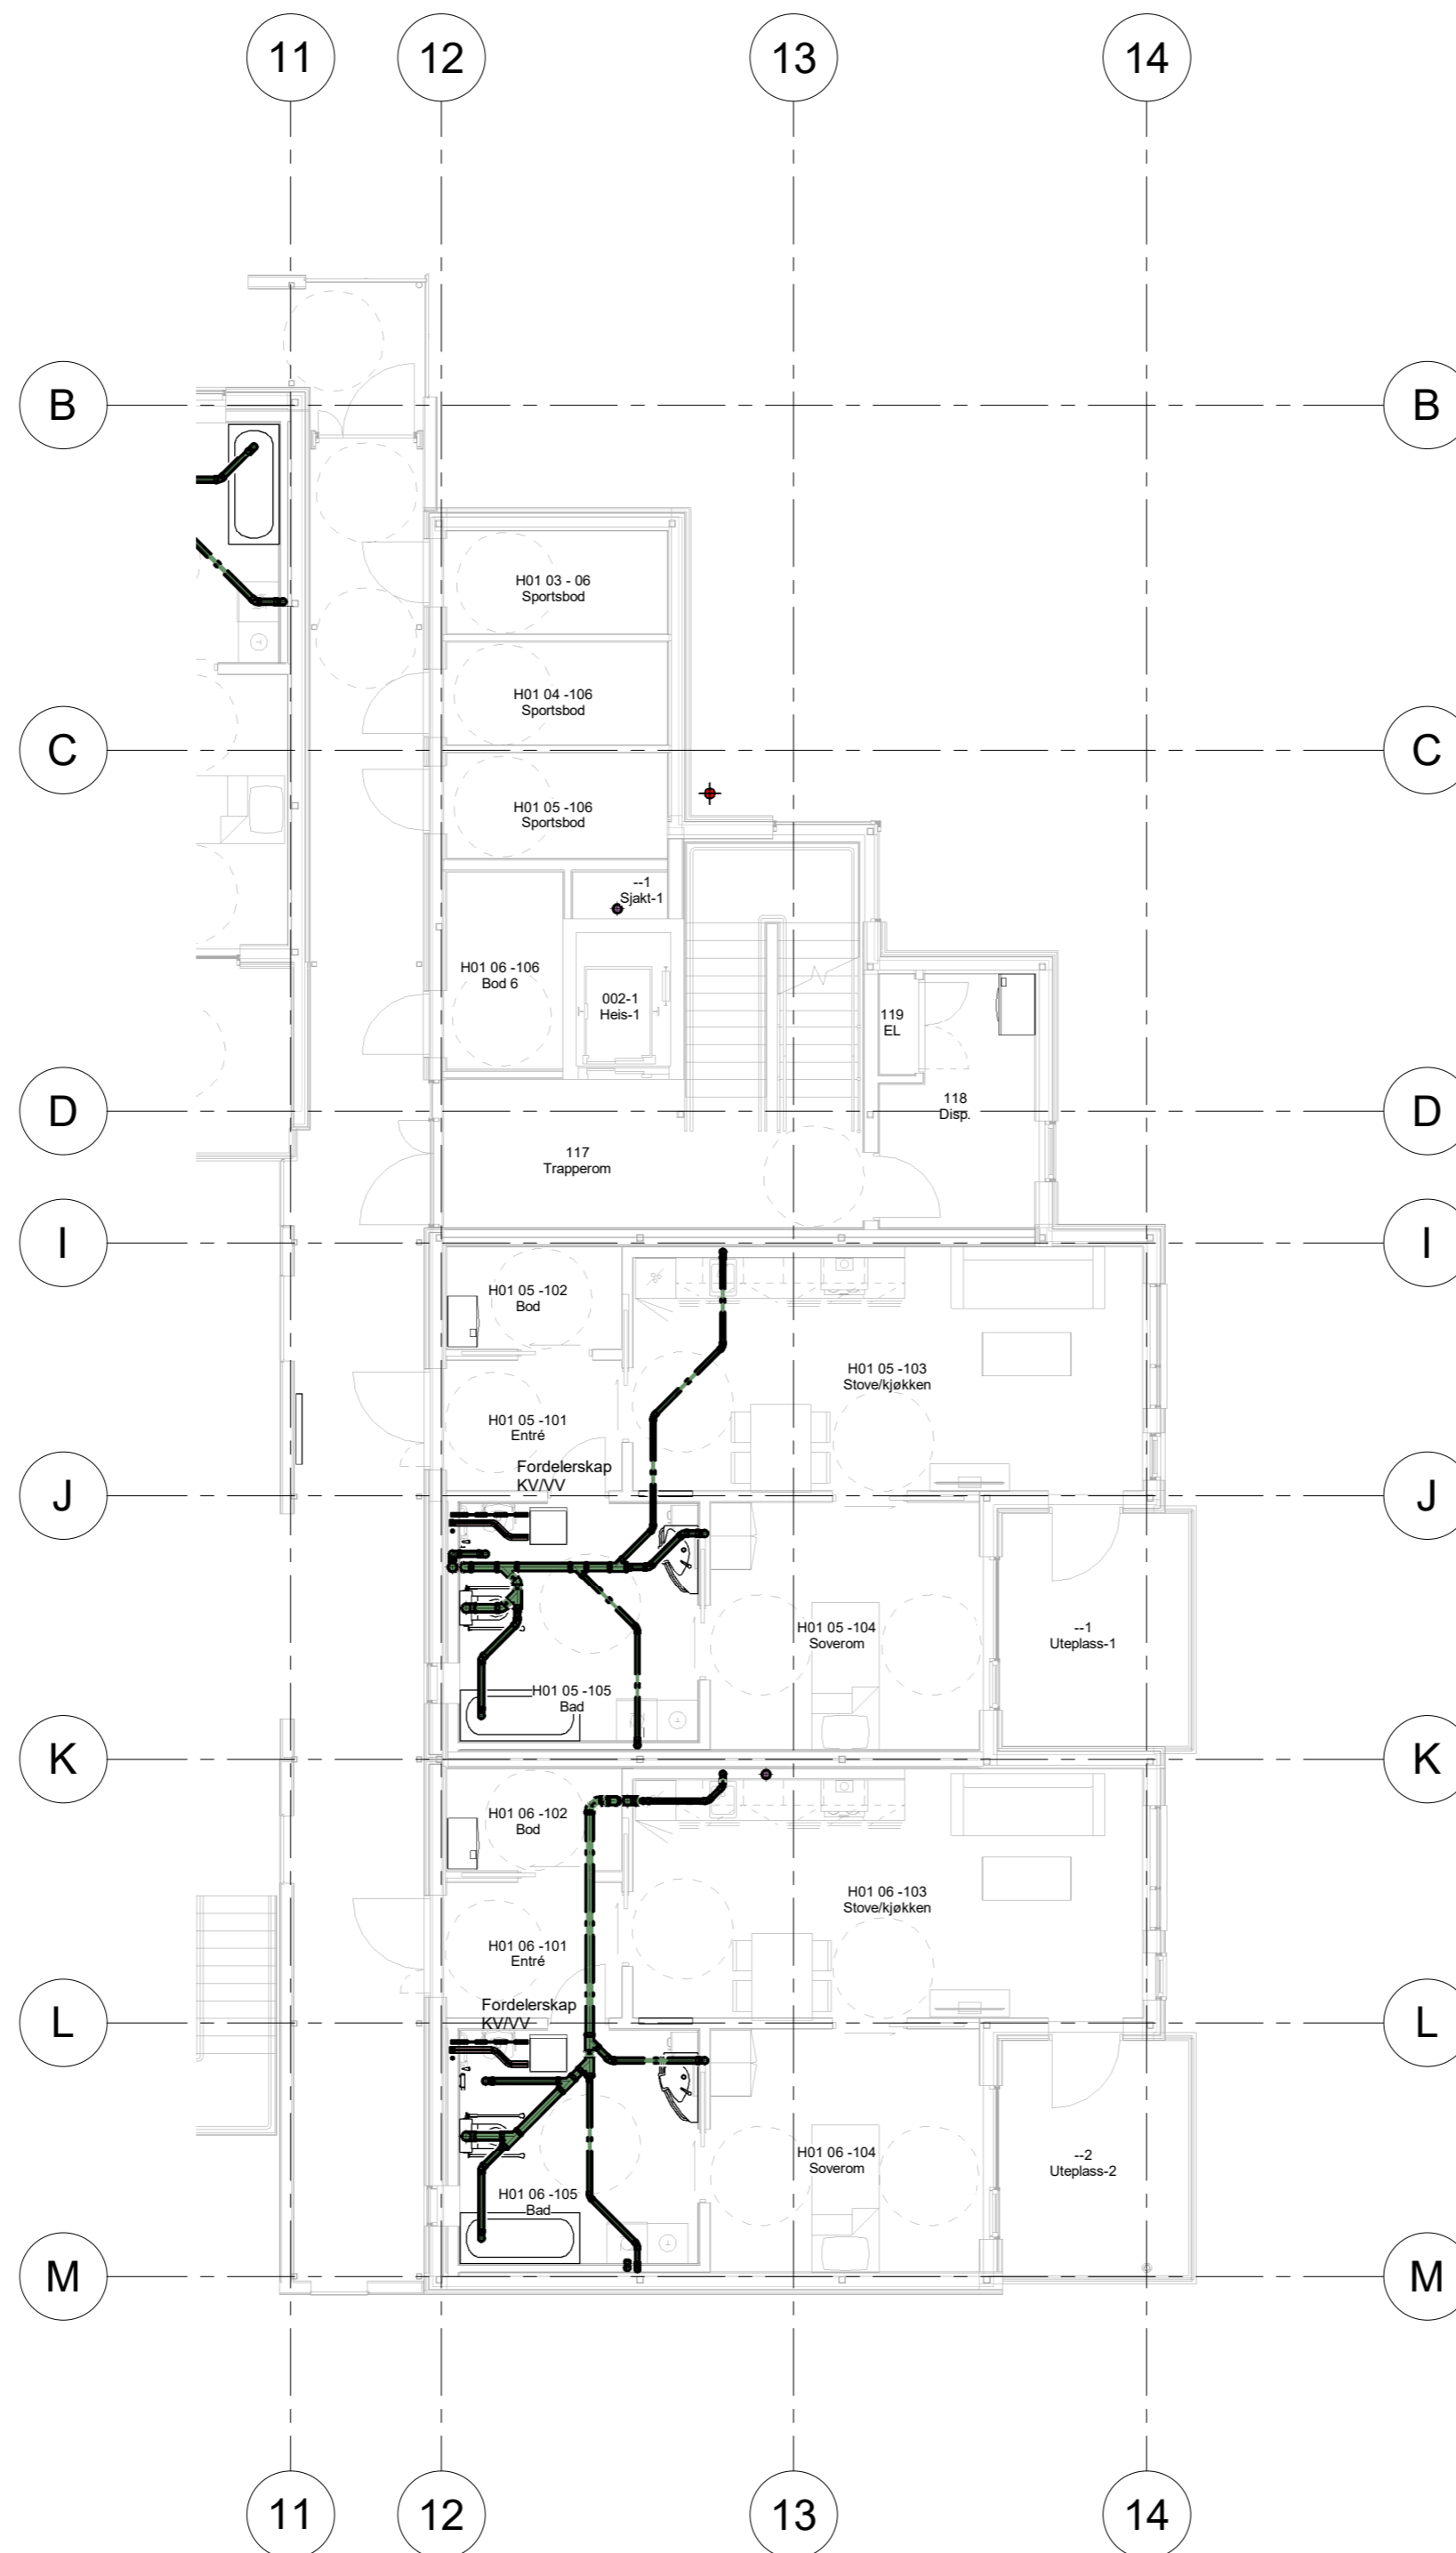 11
12
13
14
B
B
H01 03 - 06
Sportsbod
H01 04 -106
Sportsbod
C
C
H01 05 -106
Sportsbod
--1
Sjakt-1
H01 06 -106
Bod 6
002-1
Heis-1
119
EL
118
Disp.
D
D
117
Trapperom
I
I
H01 05 -102
Bod
H01 05 -103
Stove/kjøkken
H01 05 -101
Entré
Fordelerskap
KV/VV
J
J
H01 05 -104
Soverom
--1
Uteplass-1
H01 05 -105
Bad
K
K
H01 06 -102
Bod
H01 06 -103
Stove/kjøkken
H01 06 -101
Entré
Fordelerskap
KV/VV
L
L
H01 06 -104
Soverom
--2
Uteplass-2
H01 06 -105
Bad
M
M
11
12
13
14